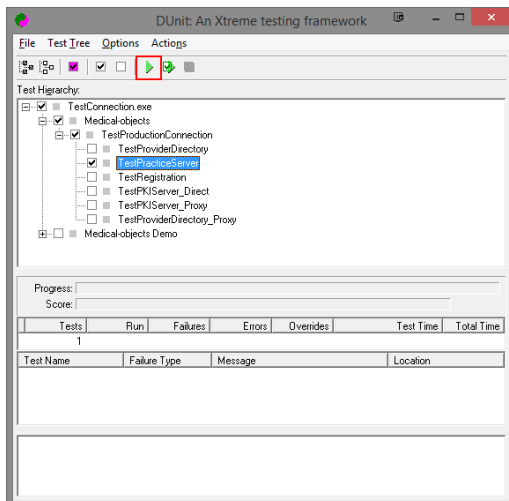 DUnit: An Xtreme testing framework
File Test Tree Options Actions
Test Hierarchy:
TestConnection.exe
Medical-objects
TestProductionConnection
TestProviderDirectory
TestPracticeServer
TestRegistration
TestPKIServer_Direct
TestPKIServer_Proxy
TestProviderDirectory_Proxy
Medical-objects Demo
Progress:
Score:
Tests Run Failures Errors Overrides Test Time Total Time
1
Test Name Failure Type Message Location